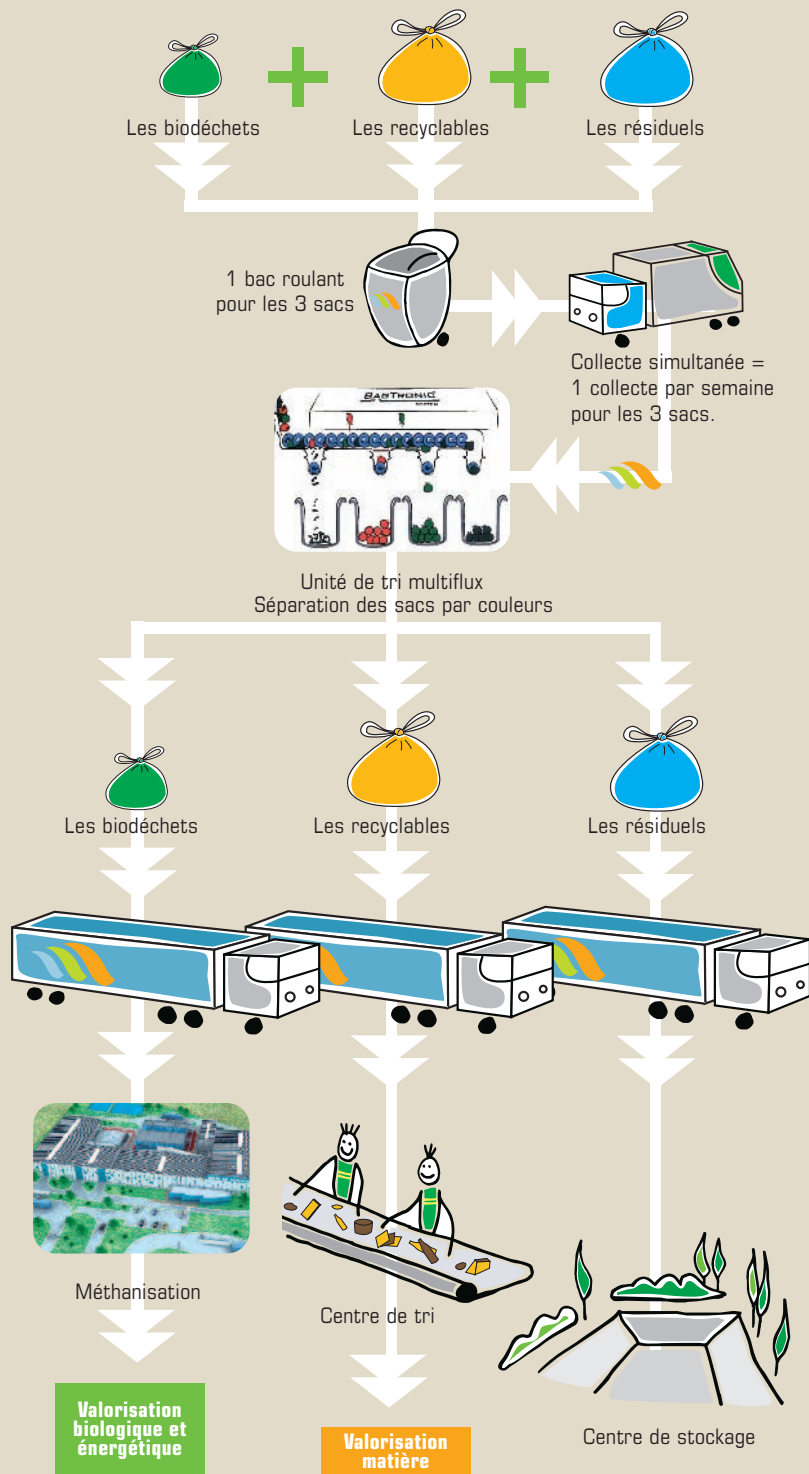 Les biodéchets
Les recyclables
Les résiduels
1 bac roulant
pour les 3 sacs
Collecte simultanée =
1 collecte par semaine
pour les 3 sacs.
BAGTRONIC
SYSTEM
Unité de tri multiflux
Séparation des sacs par couleurs
Les biodéchets
Les recyclables
Les résiduels
Méthanisation
Centre de tri
Centre de stockage
Valorisation
biologique et
énergétique
Valorisation
matière